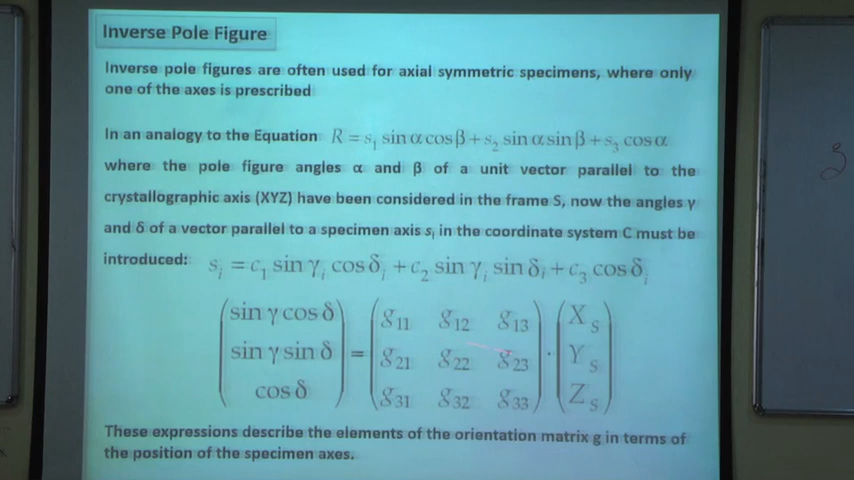 Inverse Pole Figure
Inverse pole figures are often used for axial symmetric specimens, where only
one of the axes is prescribed
In an analogy to the Equation R = s₁ sin α cos β + s₂ sin α sin β + s₃ cos α
where the pole figure angles α and β of a unit vector parallel to the
crystallographic axis (XYZ) have been considered in the frame S, now the angles γ
and δ of a vector parallel to a specimen axis sᵢ in the coordinate system C must be
introduced: sᵢ = c₁ sin γᵢ cos δᵢ + c₂ sin γᵢ sin δᵢ + c₃ cos δᵢ
sin γ cos δ g₁₁ g₁₂ g₁₃ X_S
sin γ sin δ = g₂₁ g₂₂ g₂₃ · Y_S
cos δ g₃₁ g₃₂ g₃₃ Z_S
These expressions describe the elements of the orientation matrix g in terms of
the position of the specimen axes.